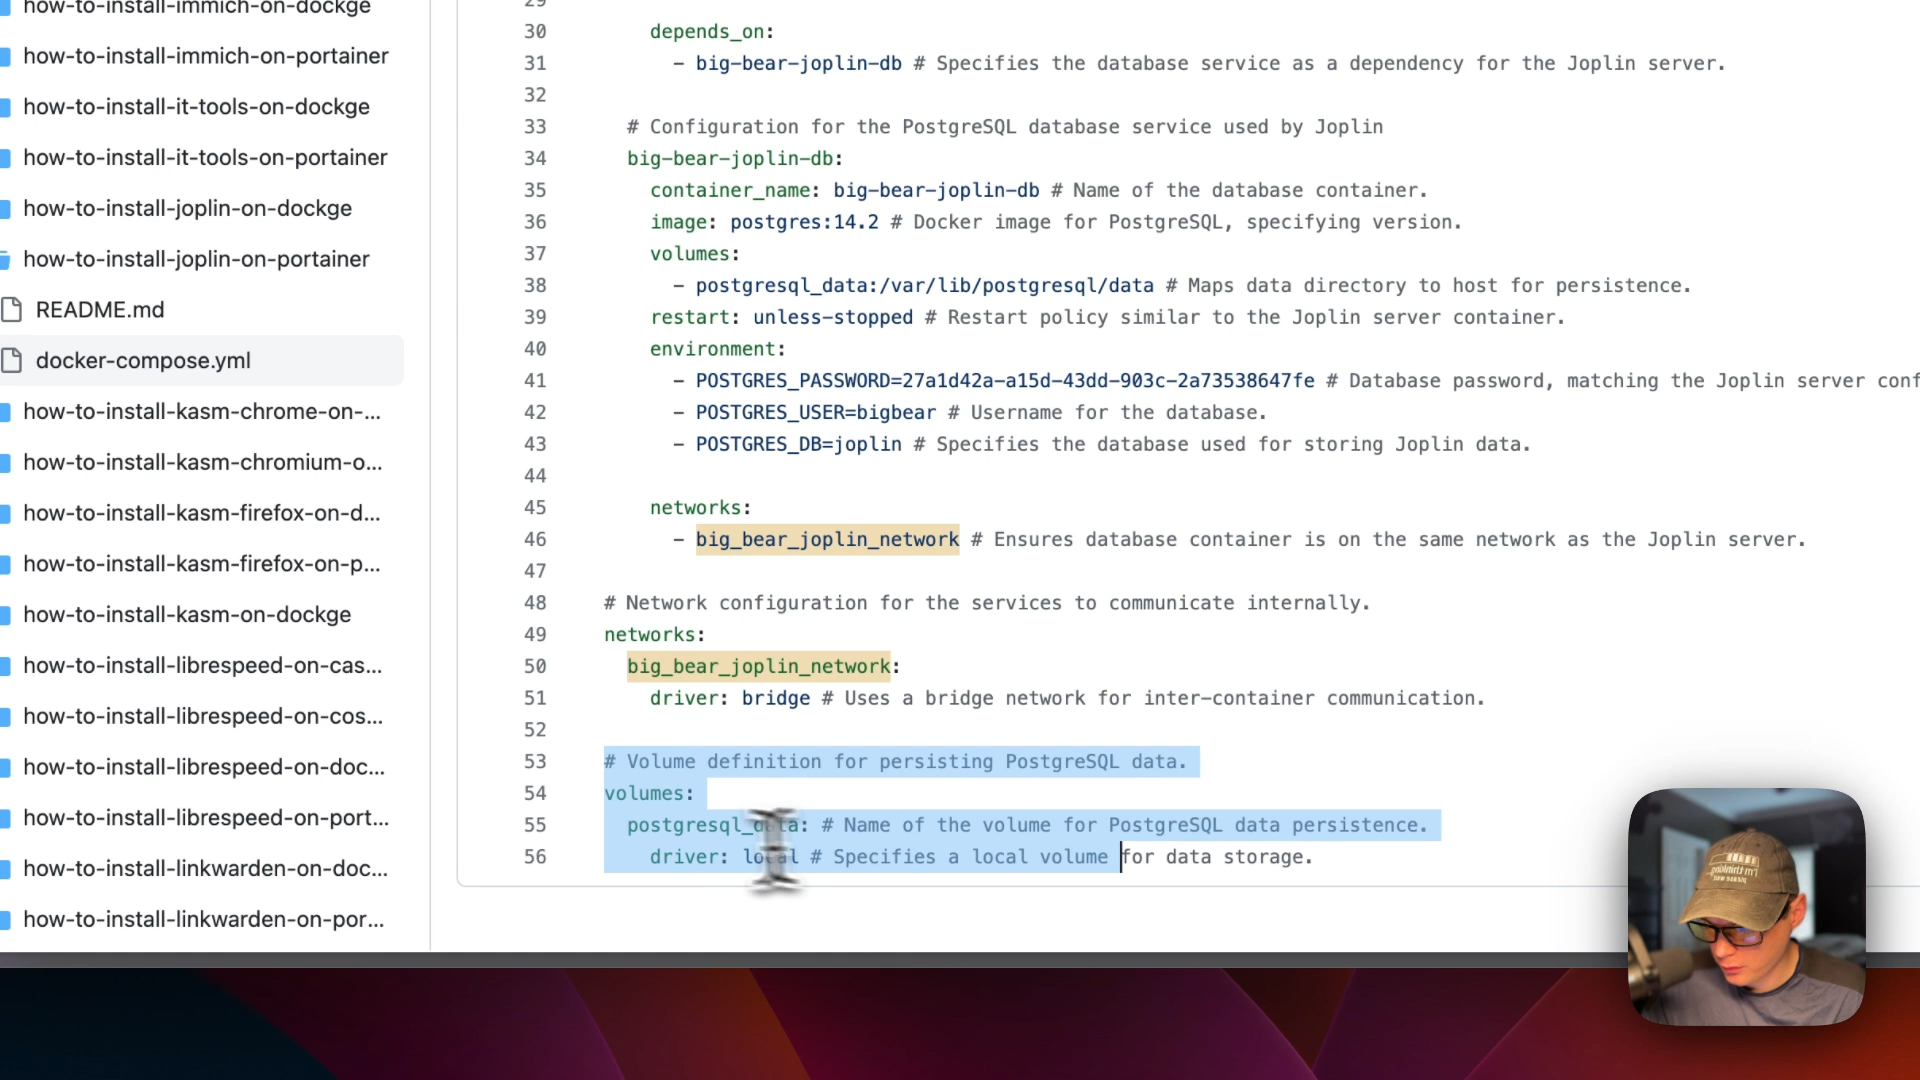 how-to-install-immich-on-dockge
how-to-install-immich-on-portainer
how-to-install-it-tools-on-dockge
how-to-install-it-tools-on-portainer
how-to-install-joplin-on-dockge
how-to-install-joplin-on-portainer
README.md
docker-compose.yml
how-to-install-kasm-chrome-on-...
how-to-install-kasm-chromium-o...
how-to-install-kasm-firefox-on-d...
how-to-install-kasm-firefox-on-p...
how-to-install-kasm-on-dockge
how-to-install-librespeed-on-cas...
how-to-install-librespeed-on-cos...
how-to-install-librespeed-on-doc...
how-to-install-librespeed-on-port...
how-to-install-linkwarden-on-doc...
how-to-install-linkwarden-on-por...
29
30 depends_on:
31 - big-bear-joplin-db # Specifies the database service as a dependency for the Joplin server.
32
33 # Configuration for the PostgreSQL database service used by Joplin
34 big-bear-joplin-db:
35 container_name: big-bear-joplin-db # Name of the database container.
36 image: postgres:14.2 # Docker image for PostgreSQL, specifying version.
37 volumes:
38 - postgresql_data:/var/lib/postgresql/data # Maps data directory to host for persistence.
39 restart: unless-stopped # Restart policy similar to the Joplin server container.
40 environment:
41 - POSTGRES_PASSWORD=27a1d42a-a15d-43dd-903c-2a73538647fe # Database password, matching the Joplin server conf
42 - POSTGRES_USER=bigbear # Username for the database.
43 - POSTGRES_DB=joplin # Specifies the database used for storing Joplin data.
44
45 networks:
46 - big_bear_joplin_network # Ensures database container is on the same network as the Joplin server.
47
48 # Network configuration for the services to communicate internally.
49 networks:
50 big_bear_joplin_network:
51 driver: bridge # Uses a bridge network for inter-container communication.
52
53 # Volume definition for persisting PostgreSQL data.
54 volumes:
55 postgresql_data: # Name of the volume for PostgreSQL data persistence.
56 driver: local # Specifies a local volume for data storage.